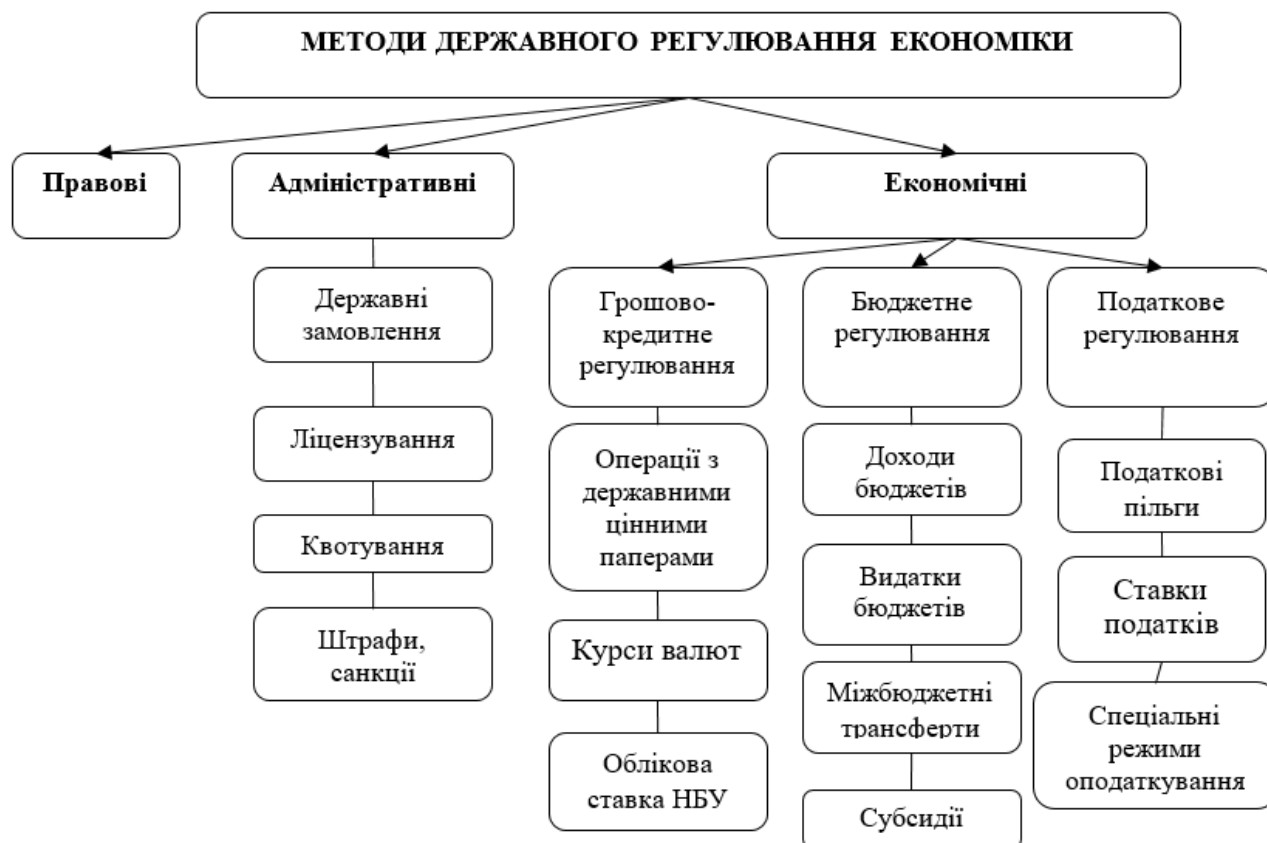 МЕТОДИ ДЕРЖАВНОГО РЕГУЛЮВАННЯ ЕКОНОМІКИ
Правові
Адміністративні
Економічні
Державні
замовлення
Ліцензування
Квотування
Штрафи,
санкції
Грошово-
кредитне
регулювання
Операції з
державними
цінними
паперами
Курси валют
Облікова
ставка НБУ
Бюджетне
регулювання
Доходи
бюджетів
Видатки
бюджетів
Міжбюджетні
трансферти
Субсидії
Податкове
регулювання
Податкові
пільги
Ставки
податків
Спеціальні
режими
оподаткування